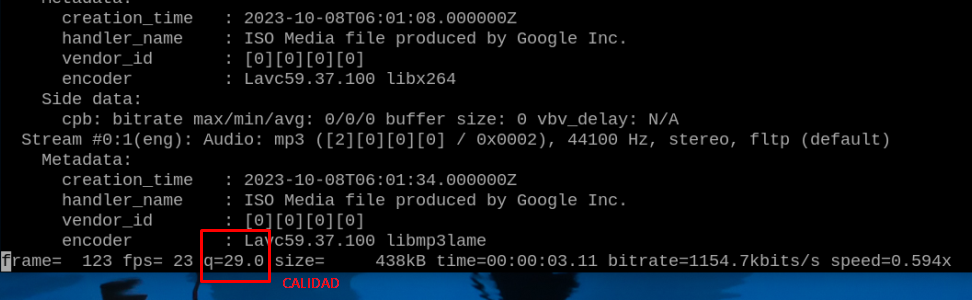 Metadata:
creation_time   : 2023-10-08T06:01:08.000000Z
handler_name    : ISO Media file produced by Google Inc.
vendor_id       : [0][0][0][0]
encoder         : Lavc59.37.100 libx264
Side data:
cpb: bitrate max/min/avg: 0/0/0 buffer size: 0 vbv_delay: N/A
Stream #0:1(eng): Audio: mp3 ([2][0][0][0] / 0x0002), 44100 Hz, stereo, fltp (default)
Metadata:
creation_time   : 2023-10-08T06:01:34.000000Z
handler_name    : ISO Media file produced by Google Inc.
vendor_id       : [0][0][0][0]
encoder         : Lavc59.37.100 libmp3lame
frame=  123 fps= 23 q=29.0 size=     438kB time=00:00:03.11 bitrate=1154.7kbits/s speed=0.594x
CALIDAD